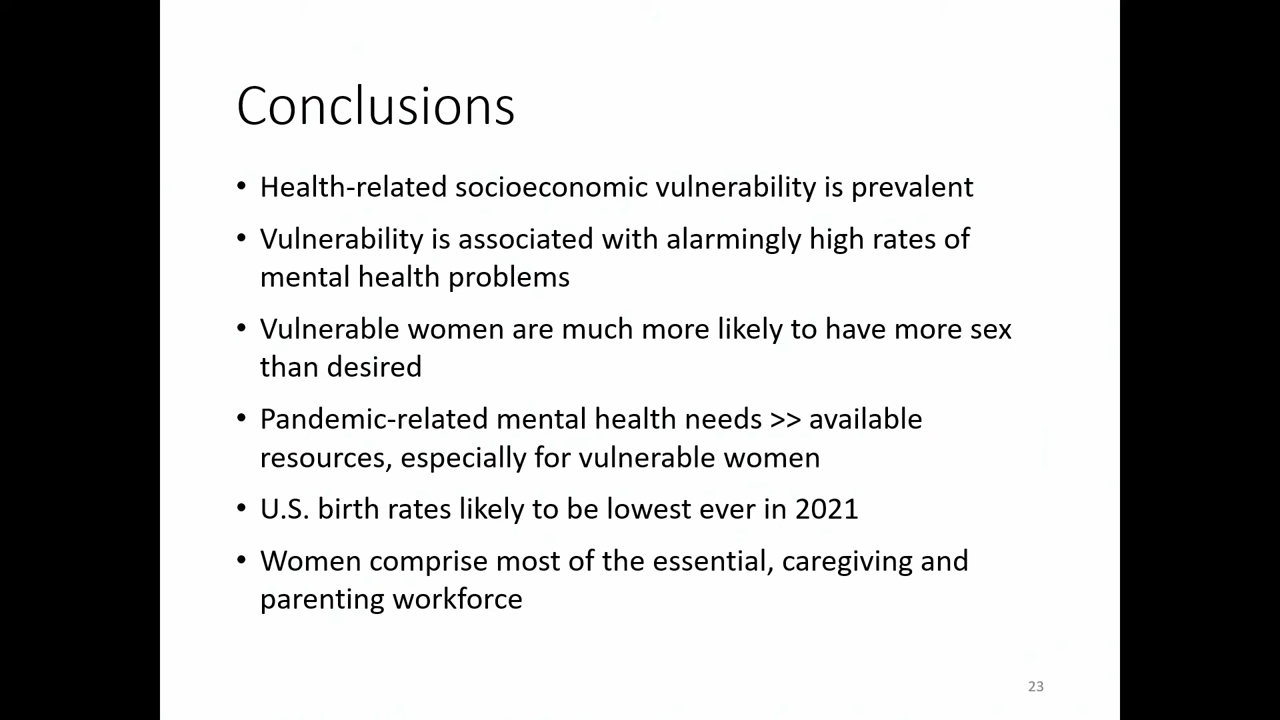 Conclusions
• Health-related socioeconomic vulnerability is prevalent
• Vulnerability is associated with alarmingly high rates of
mental health problems
• Vulnerable women are much more likely to have more sex
than desired
• Pandemic-related mental health needs >> available
resources, especially for vulnerable women
• U.S. birth rates likely to be lowest ever in 2021
• Women comprise most of the essential, caregiving and
parenting workforce
23